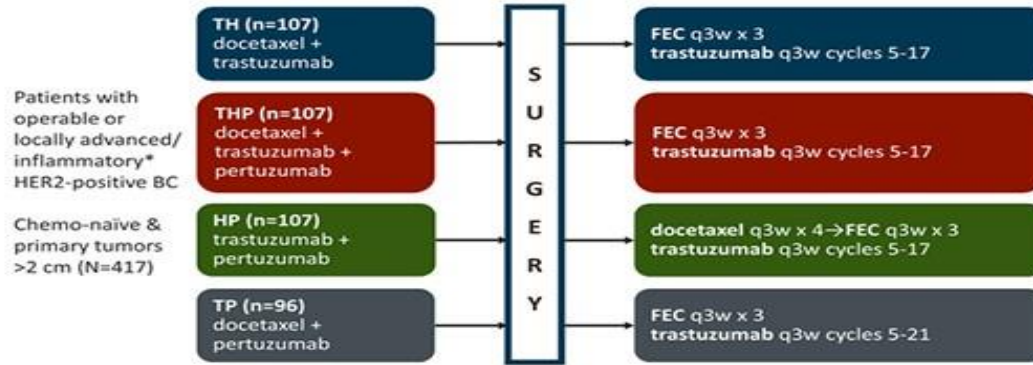 Patients with
operable or
locally advanced/
inflammatory*
HER2-positive BC
Chemo-naïve &
primary tumors
>2 cm (N=417)
TH (n=107)
docetaxel +
trastuzumab
THP (n=107)
docetaxel +
trastuzumab +
pertuzumab
HP (n=107)
trastuzumab +
pertuzumab
TP (n=96)
docetaxel +
pertuzumab
S
U
R
G
E
R
Y
FEC q3w x 3
trastuzumab q3w cycles 5-17
FEC q3w x 3
trastuzumab q3w cycles 5-17
docetaxel q3w x 4→FEC q3w x 3
trastuzumab q3w cycles 5-17
FEC q3w x 3
trastuzumab q3w cycles 5-21